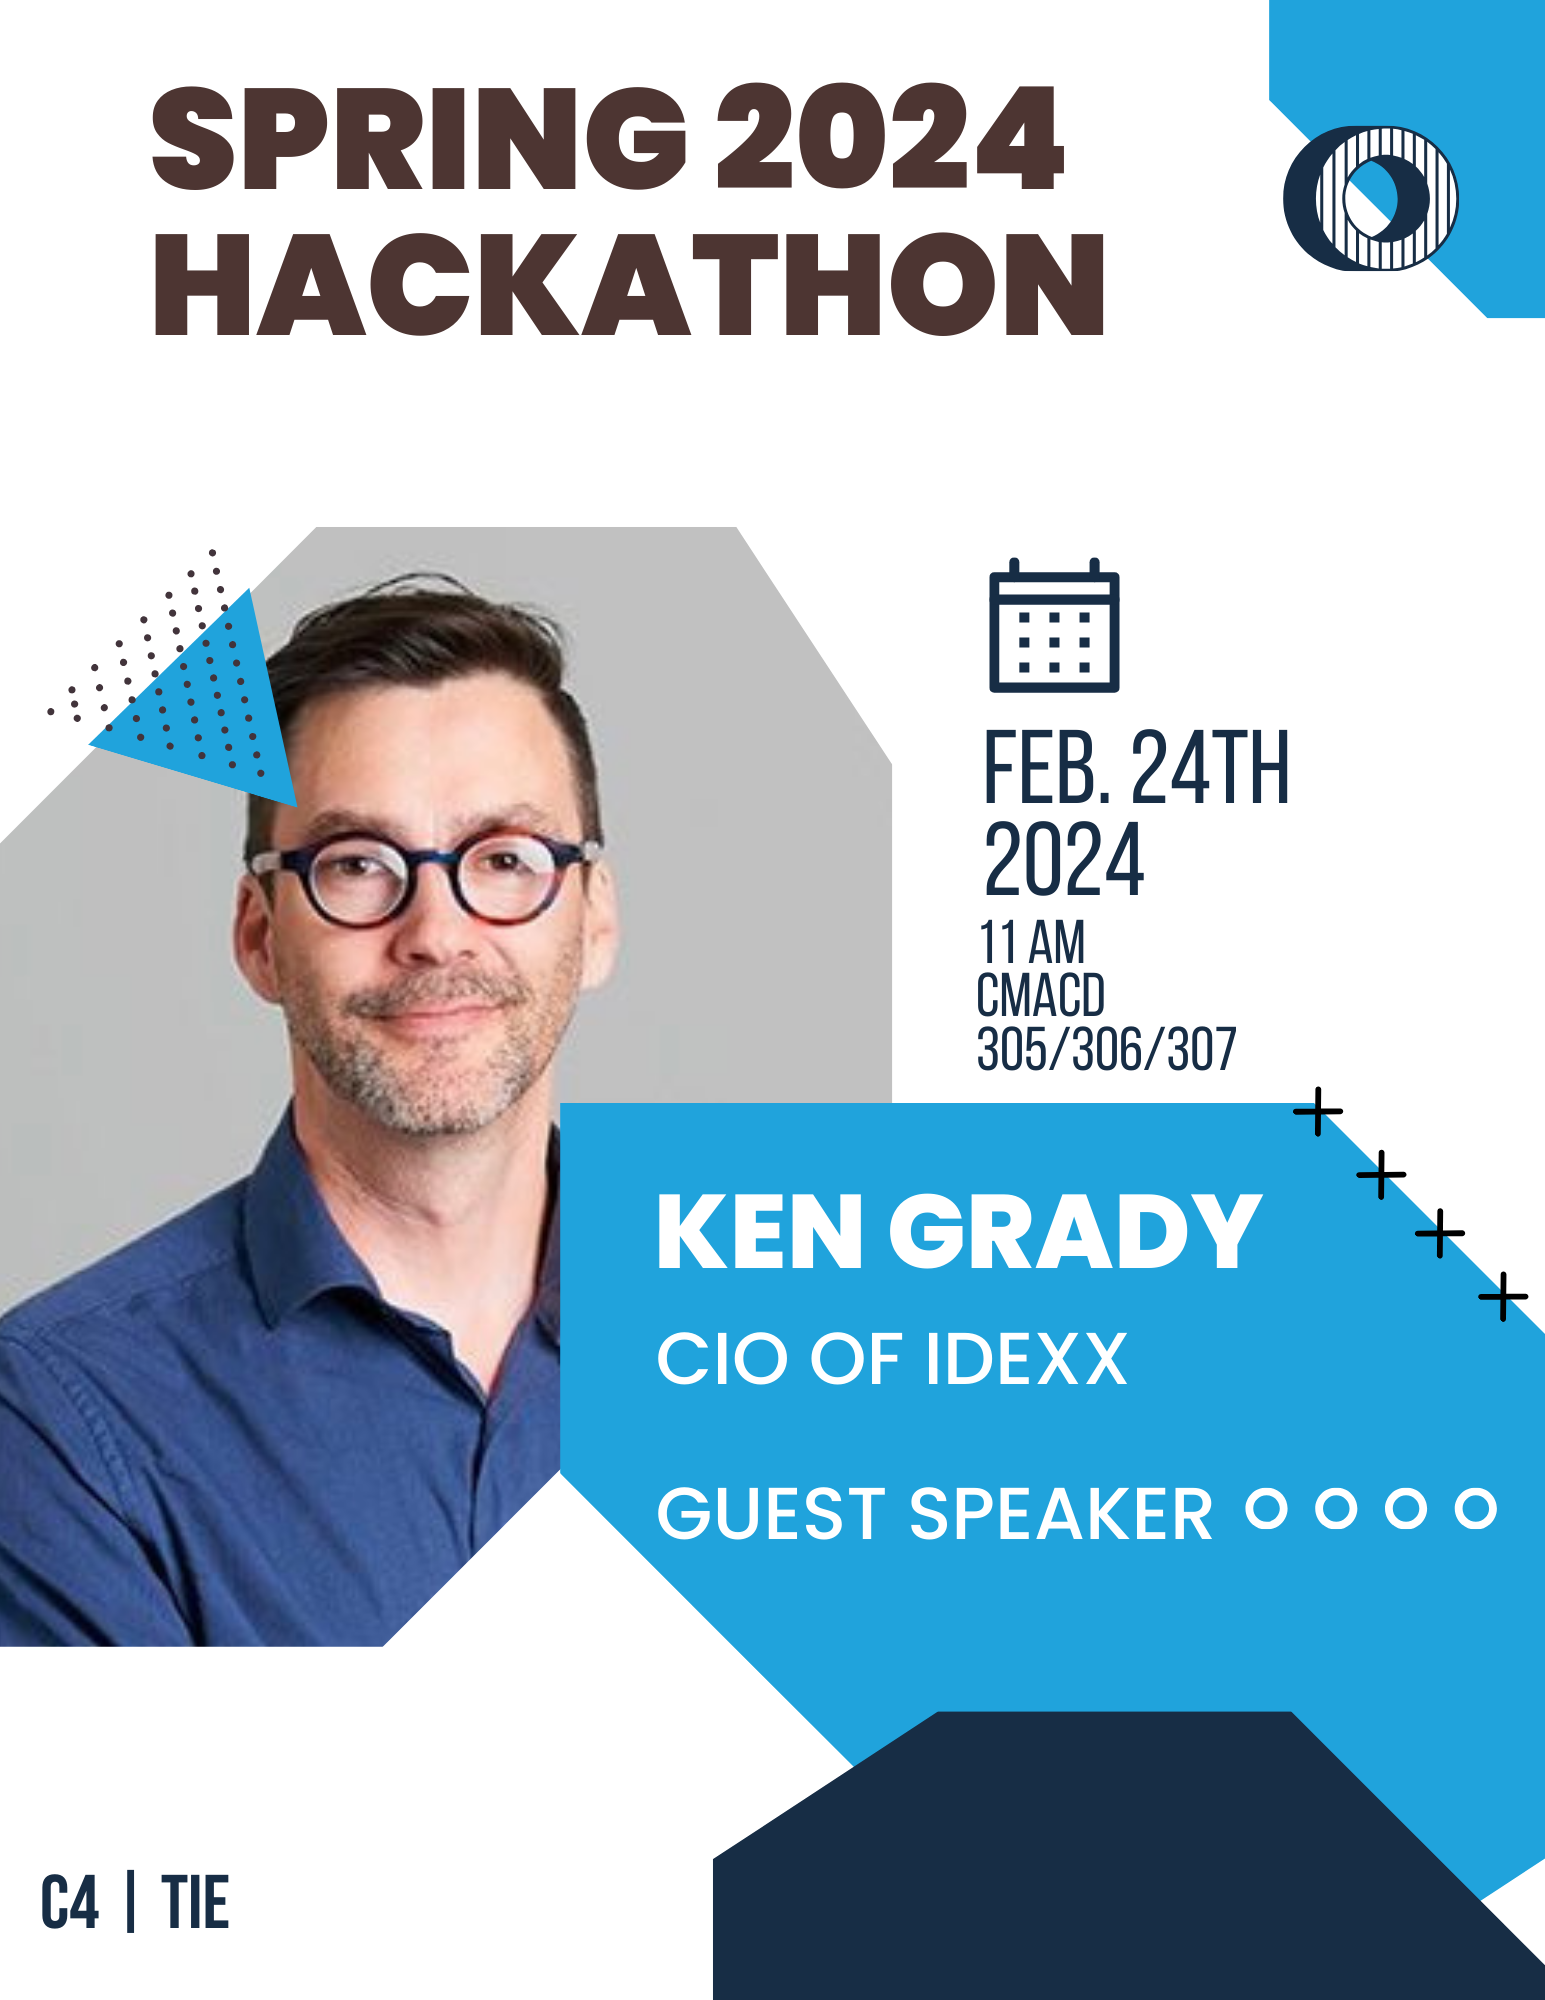 SPRING 2024
HACKATHON
FEB. 24TH
2024
11 AM
CMACD
305/306/307
KEN GRADY
CIO OF IDEXX
GUEST SPEAKER
C4 | TIE